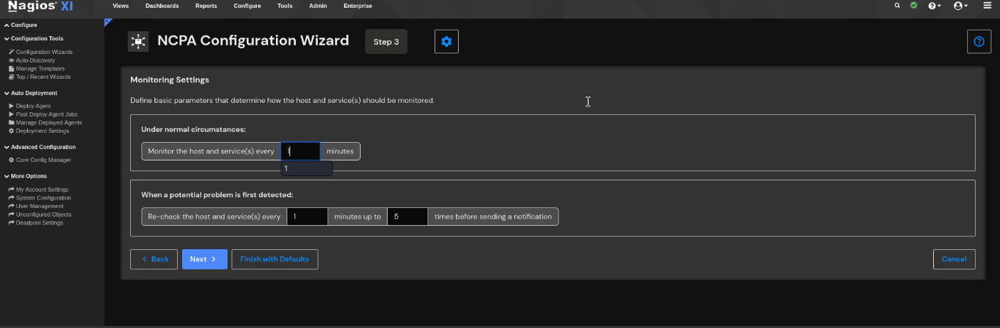 Nagios XI
Views Dashboards Reports Configure Tools Admin Enterprise
Configure
Configuration Tools
Configuration Wizards
Auto-Discovery
Manage Templates
Top / Recent Wizards
Auto Deployment
Deploy Agent
Past Deploy Agent Jobs
Manage Deployed Agents
Deployment Settings
Advanced Configuration
Core Config Manager
More Options
My Account Settings
System Configuration
User Management
Unconfigured Objects
Deadpool Settings
NCPA Configuration Wizard Step 3
Monitoring Settings
Define basic parameters that determine how the host and service(s) should be monitored.
Under normal circumstances:
Monitor the host and service(s) every 1 minutes
1
When a potential problem is first detected:
Re-check the host and service(s) every 1 minutes up to 5 times before sending a notification
Back Next Finish with Defaults Cancel